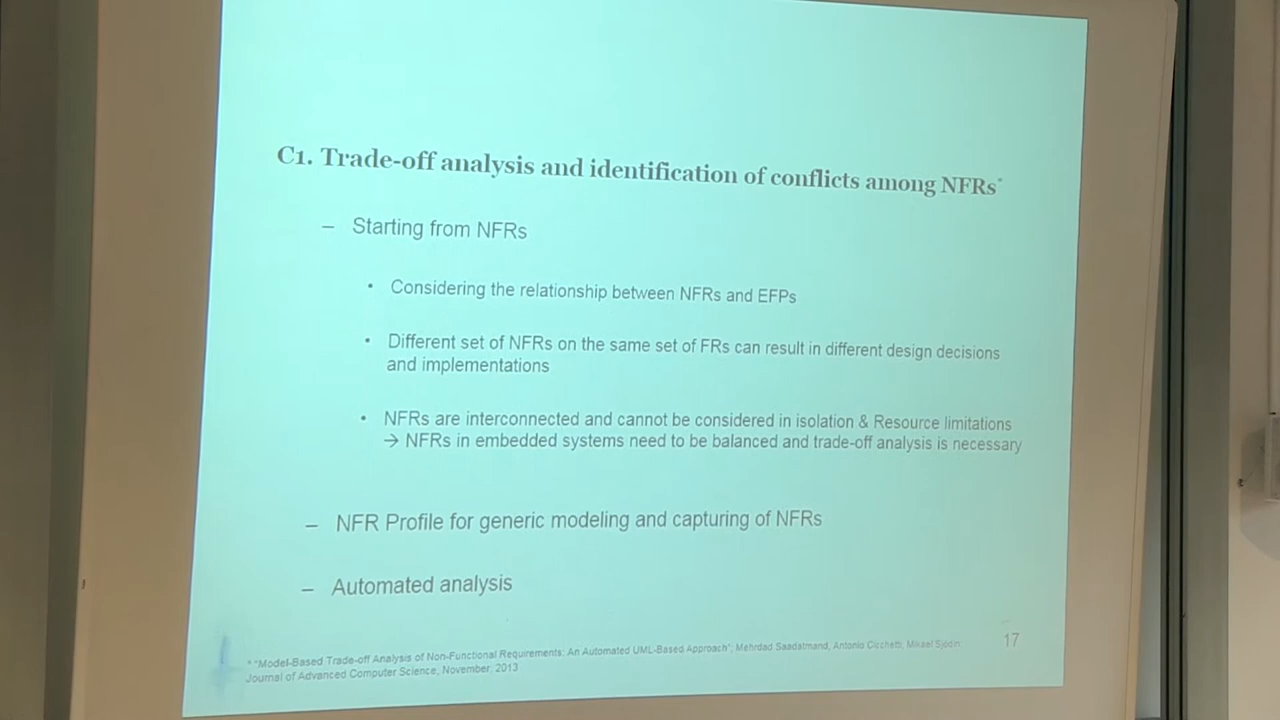 C1. Trade-off analysis and identification of conflicts among NFRs*
– Starting from NFRs
• Considering the relationship between NFRs and EFPs
• Different set of NFRs on the same set of FRs can result in different design decisions
and implementations
• NFRs are interconnected and cannot be considered in isolation & Resource limitations
→ NFRs in embedded systems need to be balanced and trade-off analysis is necessary
– NFR Profile for generic modeling and capturing of NFRs
– Automated analysis
* "Model-Based Trade-off Analysis of Non-Functional Requirements: An Automated UML-Based Approach", Mehrdad Saadatmand, Antonio Cicchetti, Mikael Sjödin,
Journal of Advanced Computer Science, November, 2013
17